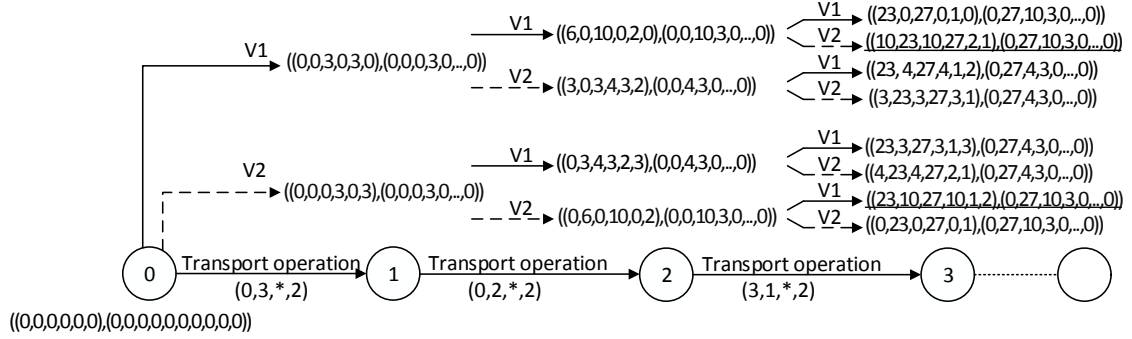 V1 ((23,0,27,0,1,0),(0,27,10,3,0,..,0))
V1 ((6,0,10,0,2,0),(0,0,10,3,0,..,0))
V2 ((10,23,10,27,2,1),(0,27,10,3,0,..,0))
V1 ((0,0,3,0,3,0),(0,0,0,3,0,..,0))
V1 ((23, 4,27,4,1,2),(0,27,4,3,0,..,0))
V2 ((3,0,3,4,3,2),(0,0,4,3,0,..,0))
V2 ((3,23,3,27,3,1),(0,27,4,3,0,..,0))
V1 ((23,3,27,3,1,3),(0,27,4,3,0,..,0))
V1 ((0,3,4,3,2,3),(0,0,4,3,0,..,0))
V2 ((4,23,4,27,2,1),(0,27,4,3,0,..,0))
V2 ((0,0,0,3,0,3),(0,0,0,3,0,..,0))
V1 ((23,10,27,10,1,2),(0,27,10,3,0,..,0))
V2 ((0,6,0,10,0,2),(0,0,10,3,0,..,0))
V2 ((0,23,0,27,0,1),(0,27,10,3,0,..,0))
0 Transport operation 1 Transport operation 2 Transport operation 3
(0,3,*,2) (0,2,*,2) (3,1,*,2)
((0,0,0,0,0,0),(0,0,0,0,0,0,0,0,0,0))